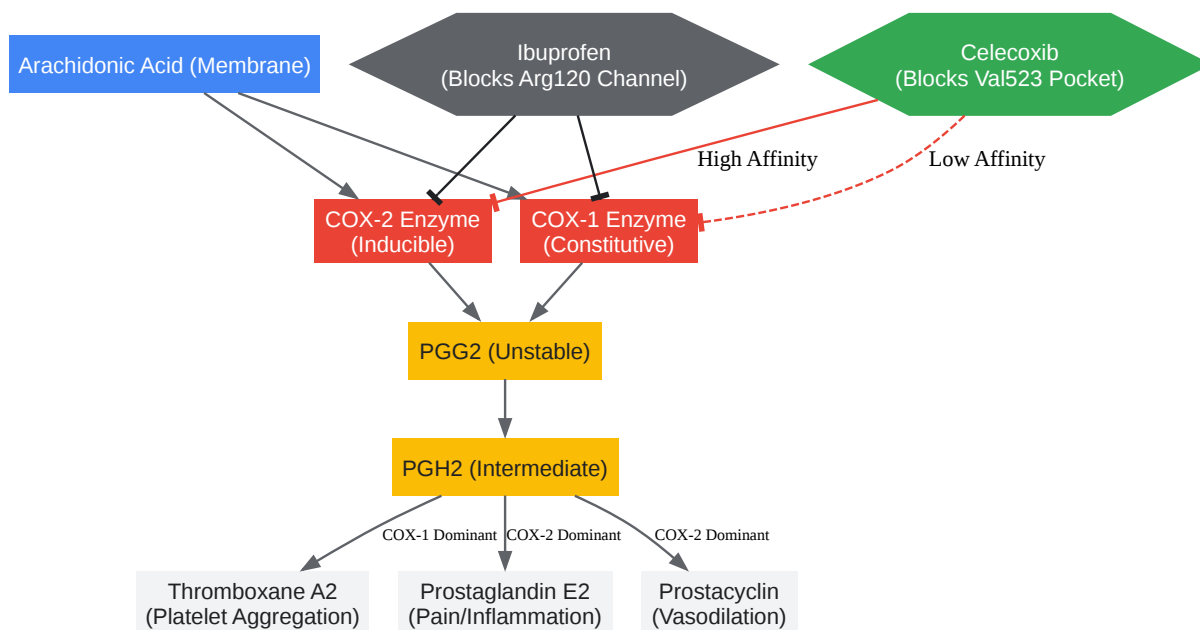 Arachidonic Acid (Membrane)
Ibuprofen
(Blocks Arg120 Channel)
Celecoxib
(Blocks Val523 Pocket)
High Affinity
Low Affinity
COX-2 Enzyme
(Inducible)
COX-1 Enzyme
(Constitutive)
PGG2 (Unstable)
PGH2 (Intermediate)
COX-1 Dominant
COX-2 Dominant
COX-2 Dominant
Thromboxane A2
(Platelet Aggregation)
Prostaglandin E2
(Pain/Inflammation)
Prostacyclin
(Vasodilation)